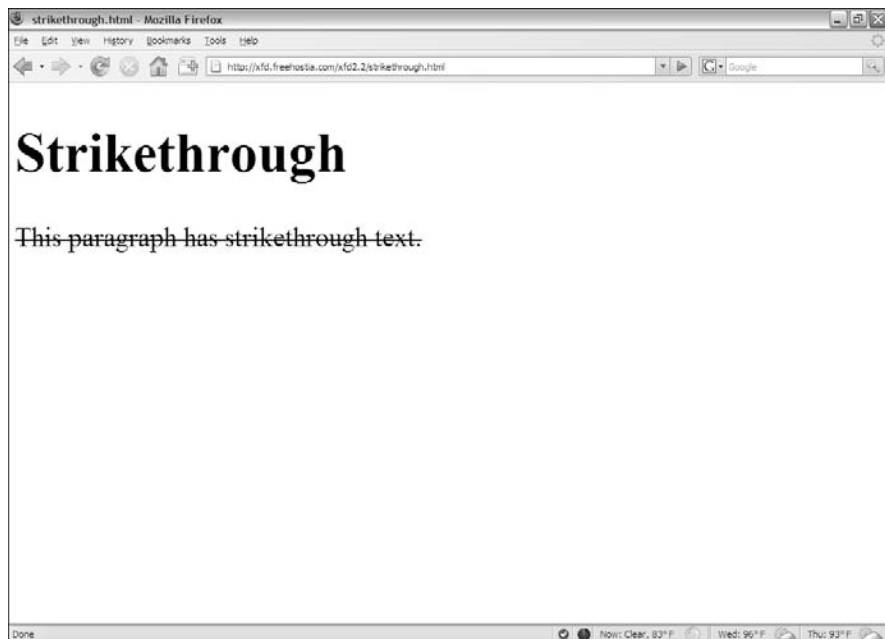 strikethrough.html - Mozilla Firefox
File Edit View History Bookmarks Tools Help
http://xfd.freehostia.com/xfd2.2/strikethrough.html
G Google
Strikethrough
This paragraph has strikethrough text.
Done Now: Clear, 83° F Wed: 96° F Thu: 93° F